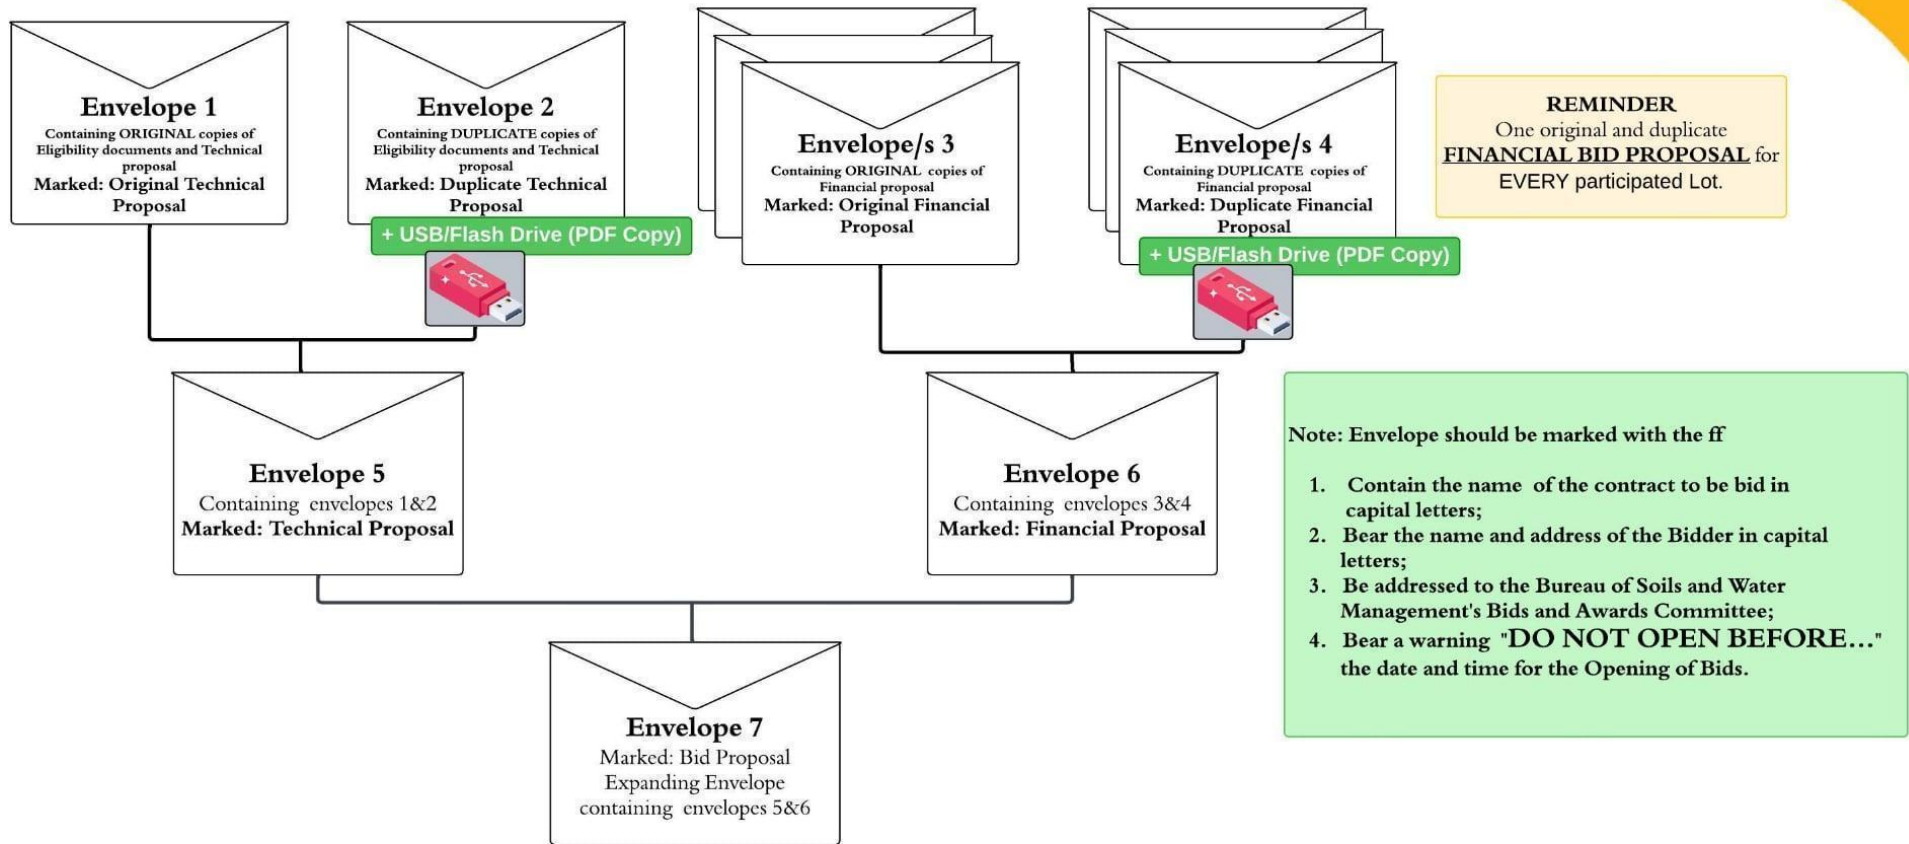 Envelope 1
Containing ORIGINAL copies of
Eligibility documents and Technical
proposal
Marked: Original Technical
Proposal
Envelope 2
Containing DUPLICATE copies of
Eligibility documents and Technical
proposal
Marked: Duplicate Technical
Proposal
+ USB/Flash Drive (PDF Copy)
Envelope/s 3
Containing ORIGINAL copies of
Financial proposal
Marked: Original Financial
Proposal
Envelope/s 4
Containing DUPLICATE copies of
Financial proposal
Marked: Duplicate Financial
Proposal
+ USB/Flash Drive (PDF Copy)
REMINDER
One original and duplicate
FINANCIAL BID PROPOSAL for
EVERY participated Lot.
Envelope 5
Containing envelopes 1&2
Marked: Technical Proposal
Envelope 6
Containing envelopes 3&4
Marked: Financial Proposal
Note: Envelope should be marked with the ff
1. Contain the name of the contract to be bid in
capital letters;
2. Bear the name and address of the Bidder in capital
letters;
3. Be addressed to the Bureau of Soils and Water
Management's Bids and Awards Committee;
4. Bear a warning "DO NOT OPEN BEFORE..."
the date and time for the Opening of Bids.
Envelope 7
Marked: Bid Proposal
Expanding Envelope
containing envelopes 5&6